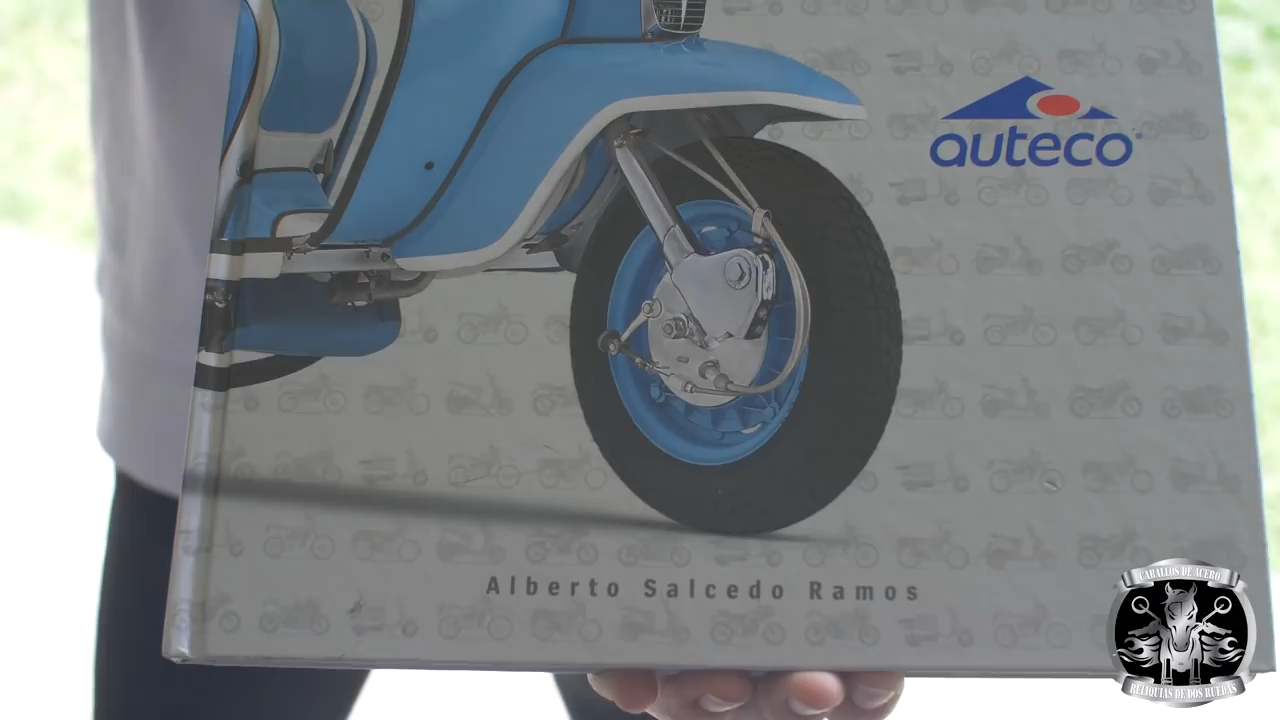 auteco
Alberto Salcedo Ramos
CABALLOS DE ACERO
RELIQUIAS DE DOS RUEDAS